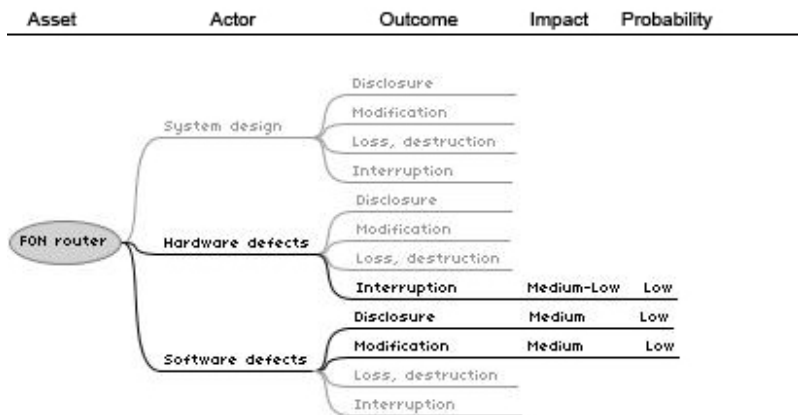 Asset Actor Outcome Impact Probability
Disclosure
Modification
System design
Loss, destruction
Interruption
Disclosure
Modification
FON router
Hardware defects
Loss, destruction
Interruption Medium-Low Low
Disclosure Medium Low
Modification Medium Low
Software defects
Loss, destruction
Interruption